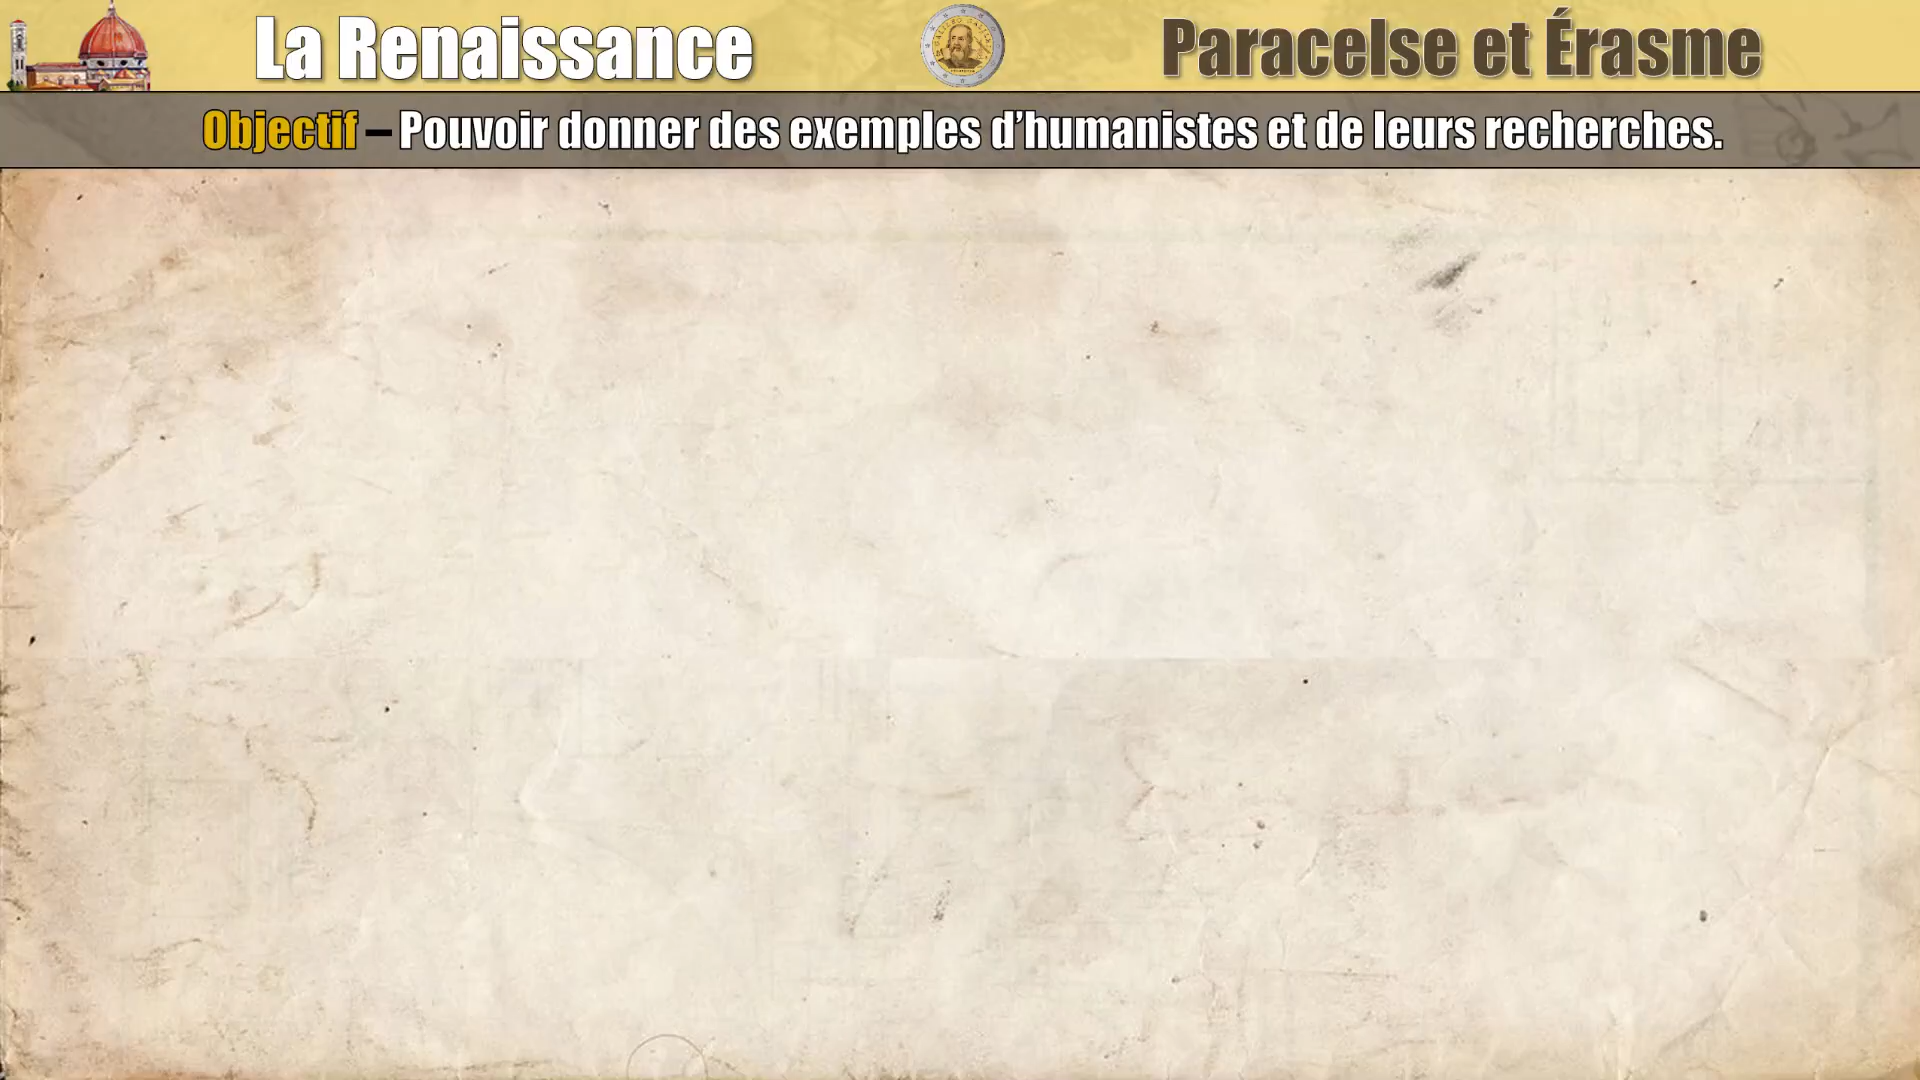 La Renaissance
Paracelse et Érasme
Objectif – Pouvoir donner des exemples d’humanistes et de leurs recherches.